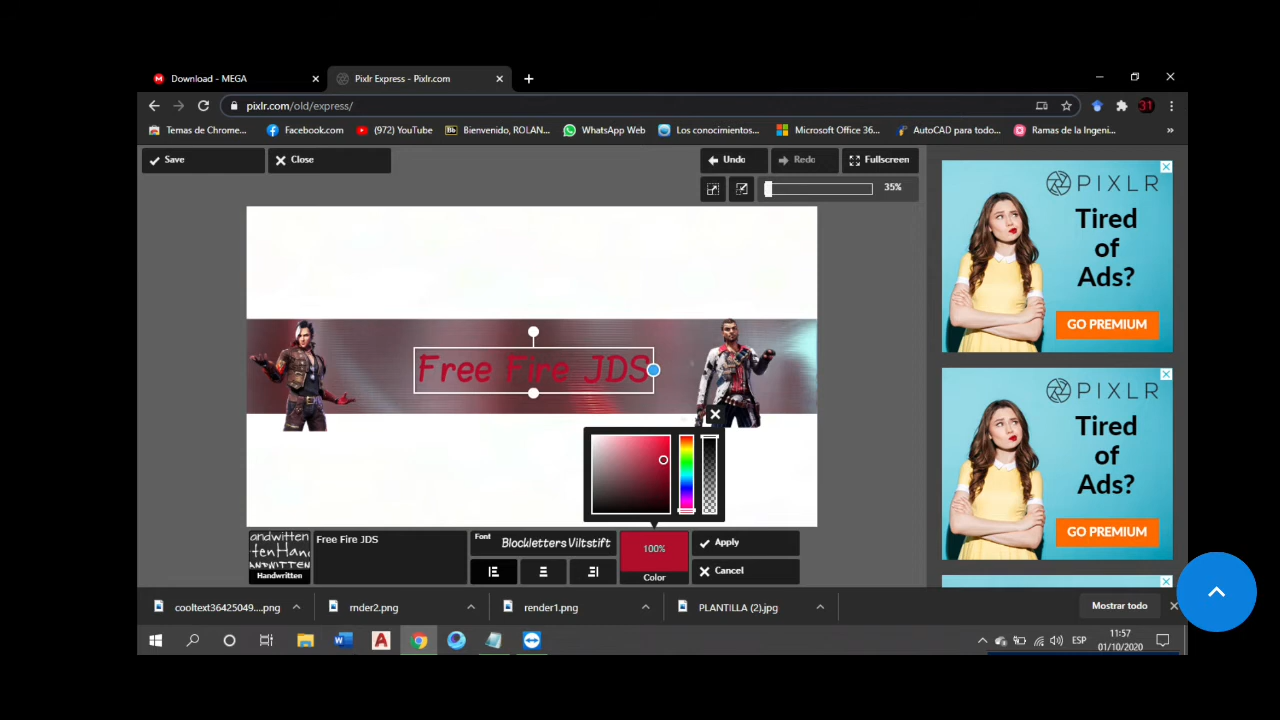 Download - MEGA
Pixlr Express - Pixlr.com
pixlr.com/old/express/
31
Temas de Chrome...
Facebook.com
(972) YouTube
Bb
Bienvenido, ROLAN...
WhatsApp Web
Los conocimientos...
Microsoft Office 36...
AutoCAD para todo...
Ramas de la Ingeni...
Save
Close
Undo
Redo
Fullscreen
35%
Free Fire JDS
PIXLR
Tired
of
Ads?
GO PREMIUM
PIXLR
Tired
of
Ads?
GO PREMIUM
Handwritten
Free Fire JDS
Font
Blockletters Viltstift
100%
Color
Apply
Cancel
cooltext36425049....png
rnder2.png
render1.png
PLANTILLA (2).jpg
Mostrar todo
ESP
11:57
01/10/2020